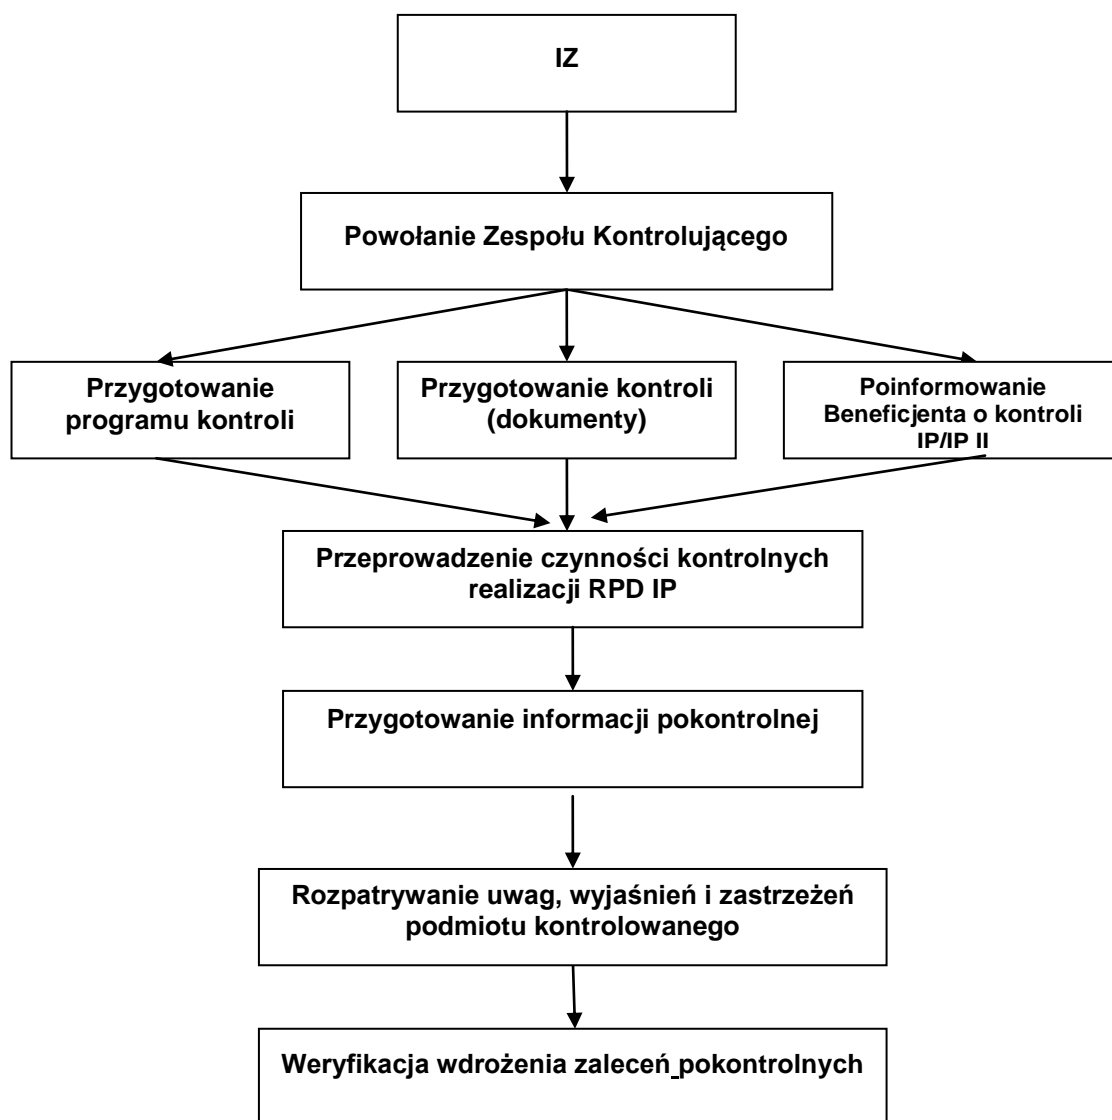 IZ
Powołanie Zespołu Kontrolującego
Przygotowanie
programu kontroli
Przygotowanie kontroli
(dokumenty)
Poinformowanie
Beneficjenta o kontroli
IP/IP II
Przeprowadzenie czynności kontrolnych
realizacji RPD IP
Przygotowanie informacji pokontrolnej
Rozpatrywanie uwag, wyjaśnień i zastrzeżeń
podmiotu kontrolowanego
Weryfikacja wdrożenia zaleceń pokontrolnych